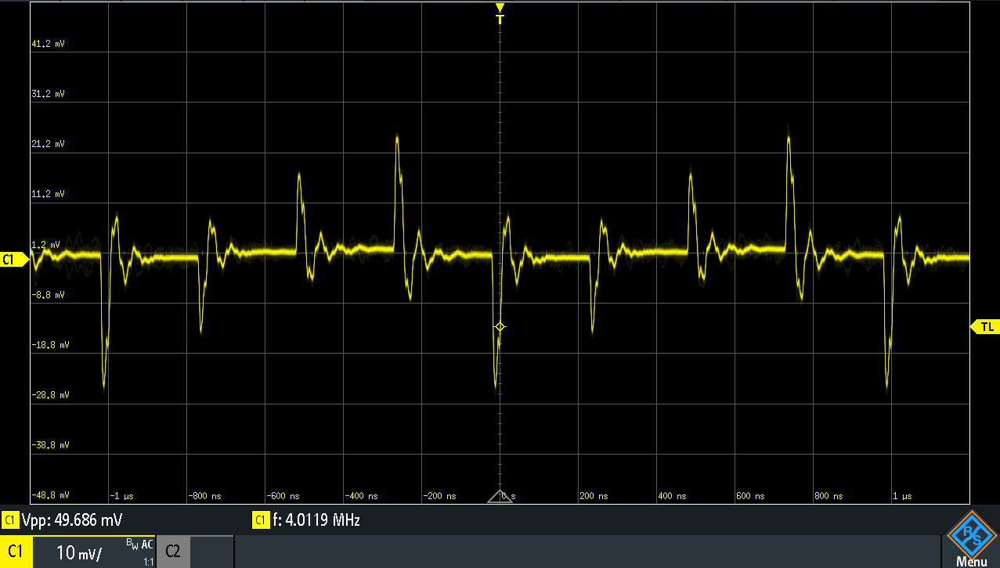 T
41.2 mV
31.2 mV
21.2 mV
11.2 mV
1.2 mV
C1
-8.8 mV
TL
-18.8 mV
-28.8 mV
-38.8 mV
-48.8 mV
-1 µs
-800 ns
-600 ns
-400 ns
-200 ns
0 s
200 ns
400 ns
600 ns
800 ns
1 µs
C1 Vpp: 49.686 mV
C1 f: 4.0119 MHz
C1 10 mV/ BW AC 1:1
C2
R S
Menu